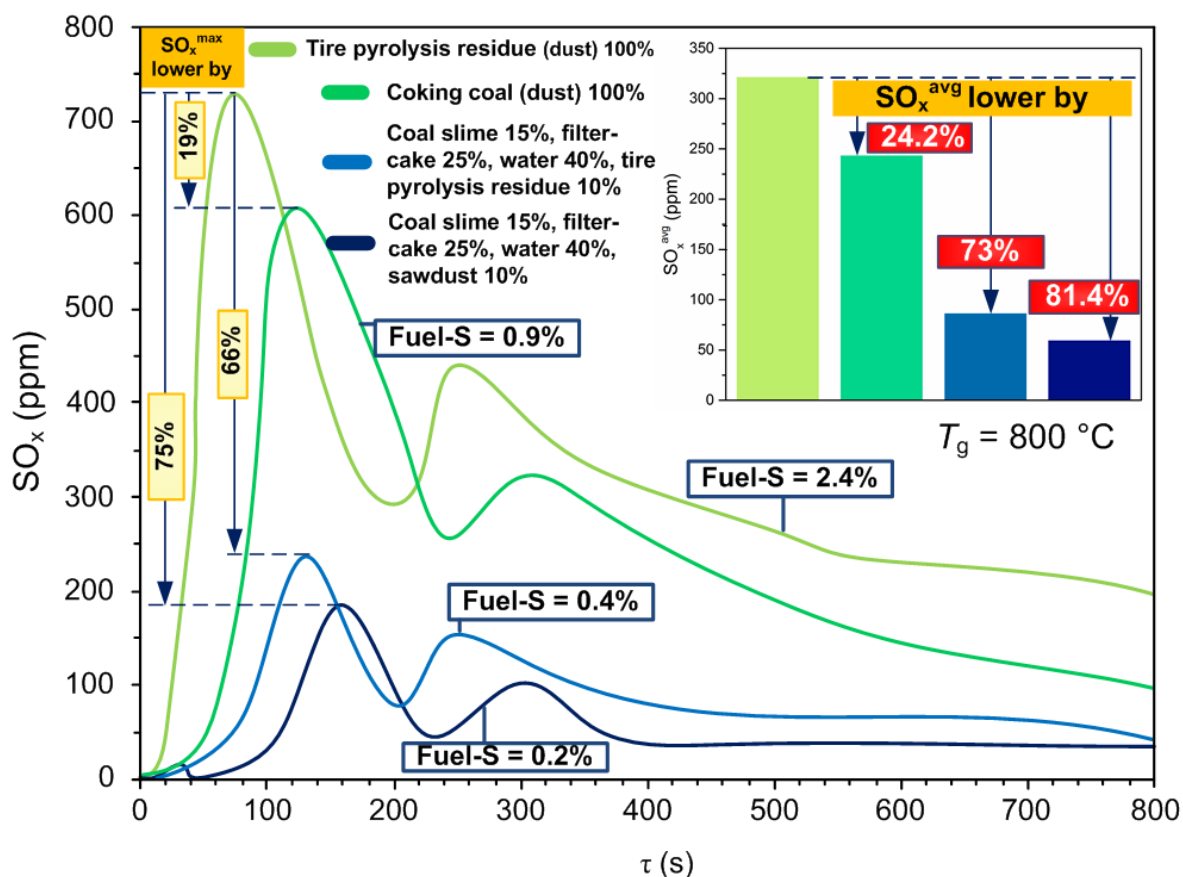 SOₓᵐᵃˣ
lower by
Tire pyrolysis residue (dust) 100%
Coking coal (dust) 100%
Coal slime 15%, filter-
cake 25%, water 40%, tire
pyrolysis residue 10%
Coal slime 15%, filter-
cake 25%, water 40%,
sawdust 10%
19%
66%
75%
Fuel-S = 0.9%
Fuel-S = 2.4%
Fuel-S = 0.4%
Fuel-S = 0.2%
SOₓ (ppm)
800
700
600
500
400
300
200
100
0
0 100 200 300 400 500 600 700 800
τ (s)
SOₓᵃᵛᵍ (ppm)
350
300
250
200
150
100
50
0
SOₓᵃᵛᵍ lower by
24.2%
73%
81.4%
T_g = 800 °C